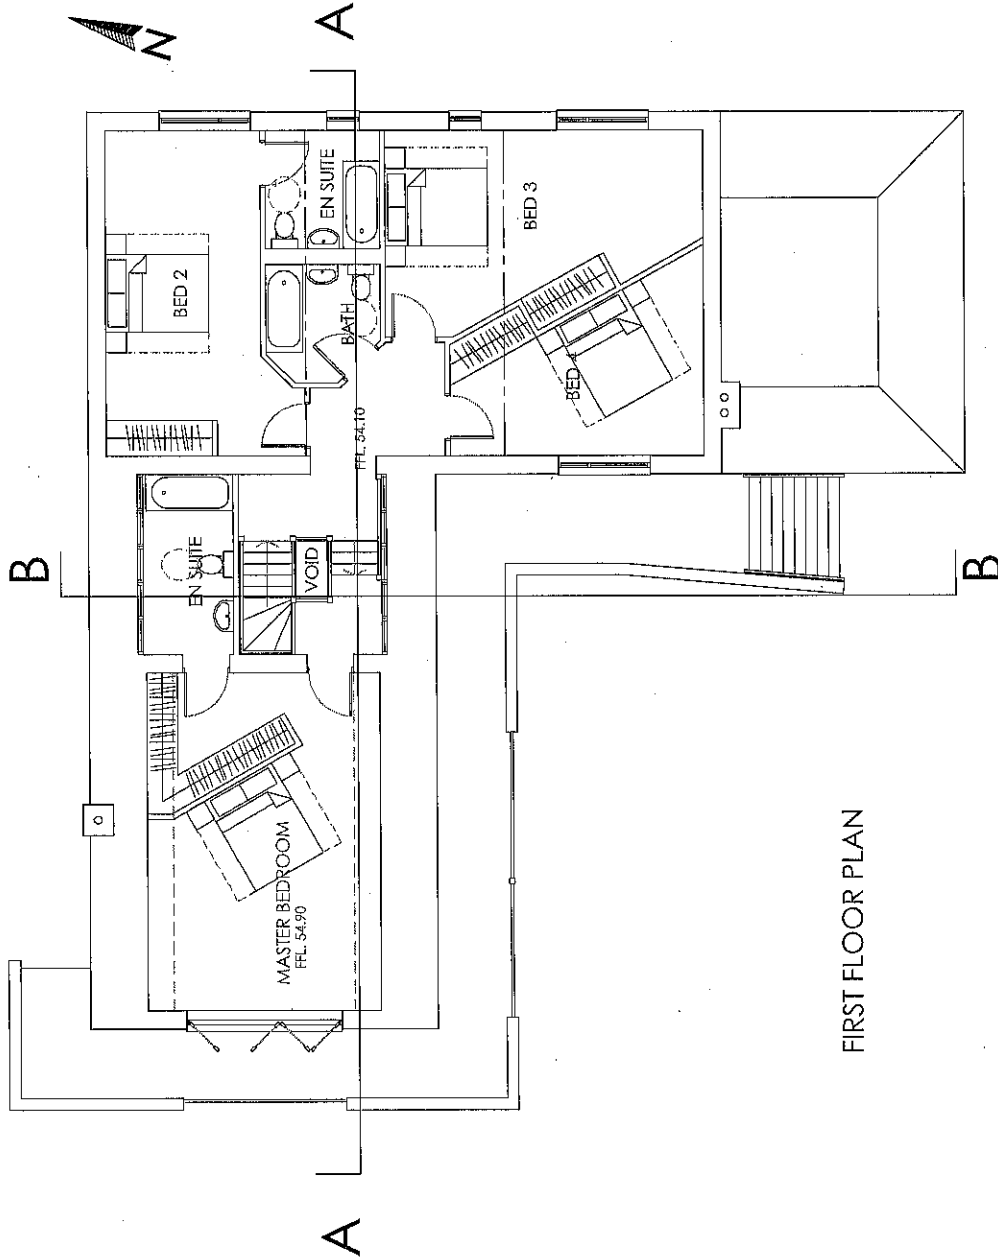 N
A
A
B
B
BED 2
EN SUITE
BATH
BED 3
BED 4
FFL. 54.10
EN SUITE
VOID
MASTER BEDROOM
FFL. 54.90
FIRST FLOOR PLAN